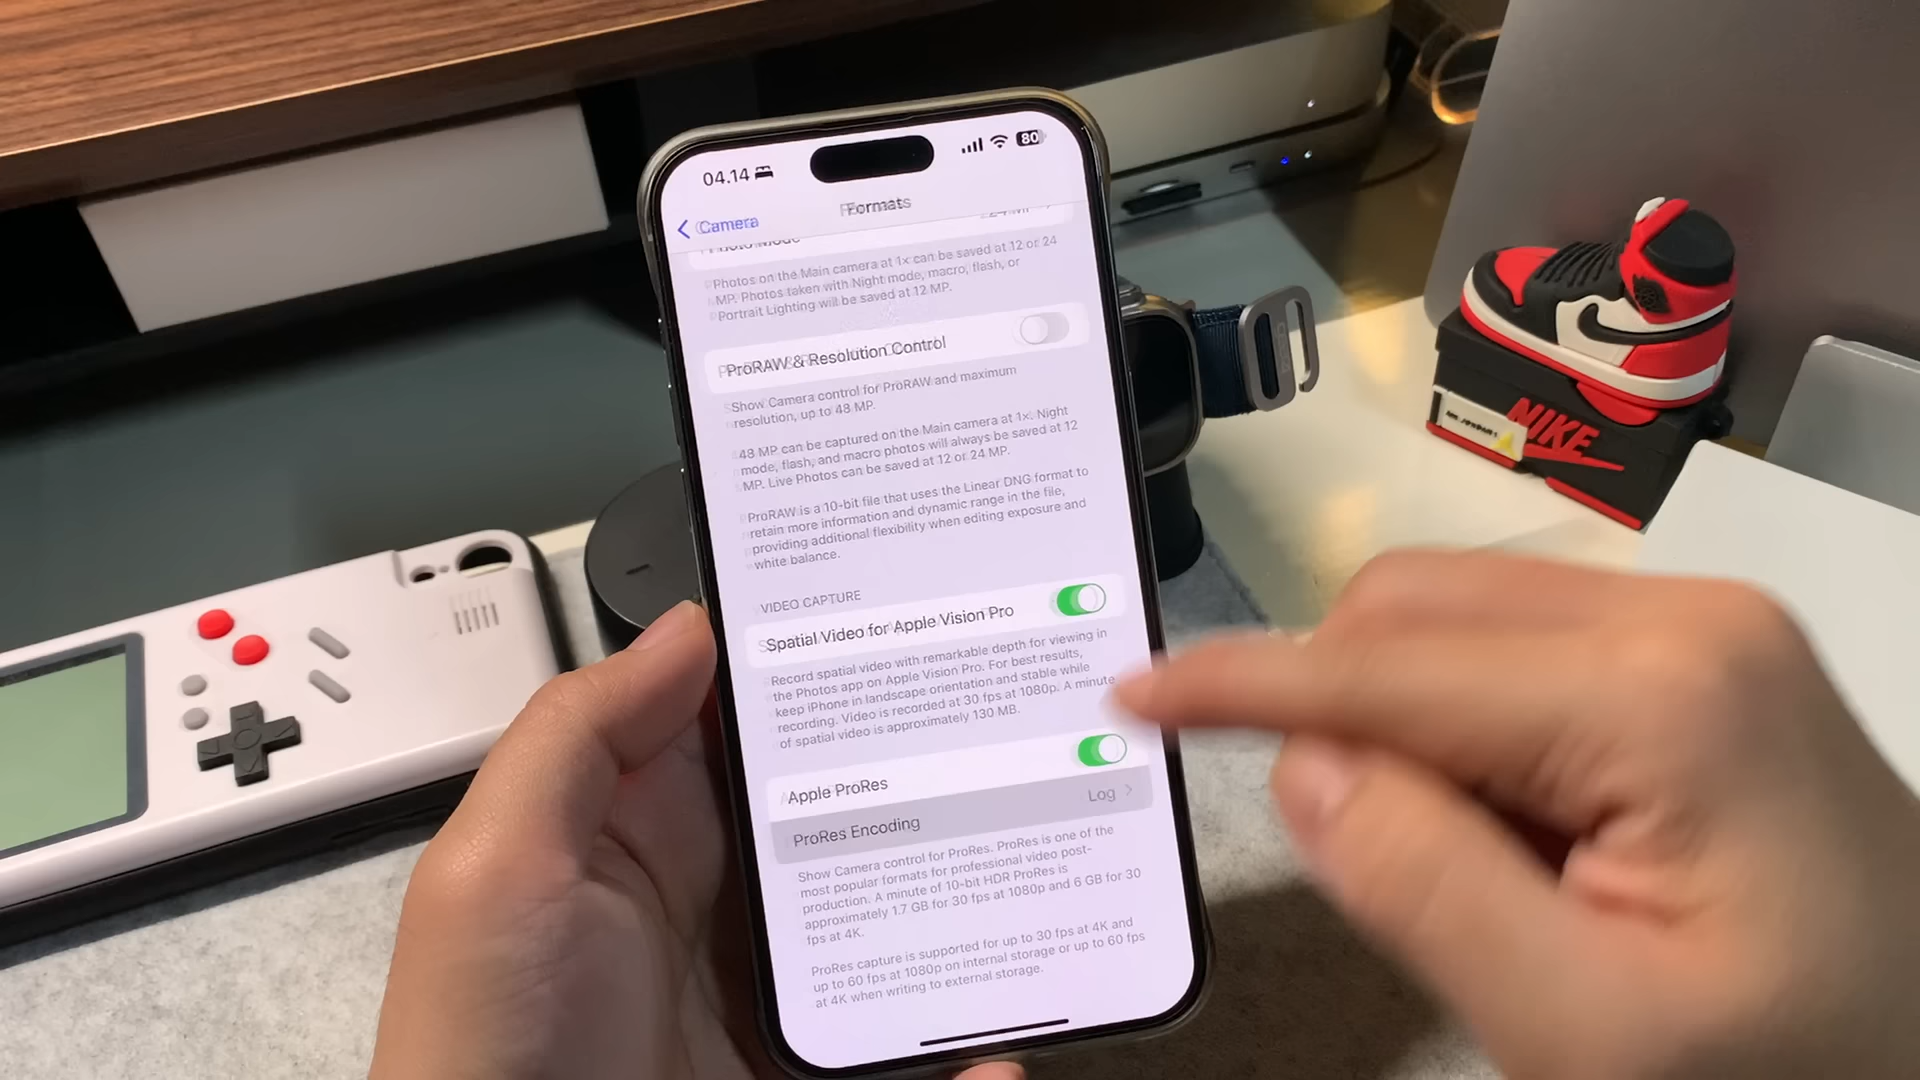 04.14
80
Camera
Formats
Photo Mode
Photos on the Main camera at 1x can be saved at 12 or 24
MP. Photos taken with Night mode, macro, flash, or
Portrait Lighting will be saved at 12 MP.
ProRAW & Resolution Control
Show Camera control for ProRAW and maximum
resolution, up to 48 MP.
48 MP can be captured on the Main camera at 1x. Night
mode, flash, and macro photos will always be saved at 12
MP. Live Photos can be saved at 12 or 24 MP.
ProRAW is a 10-bit file that uses the Linear DNG format to
retain more information and dynamic range in the file,
providing additional flexibility when editing exposure and
white balance.
VIDEO CAPTURE
Spatial Video for Apple Vision Pro
Record spatial video with remarkable depth for viewing in
the Photos app on Apple Vision Pro. For best results,
keep iPhone in landscape orientation and stable while
recording. Video is recorded at 30 fps at 1080p. A minute
of spatial video is approximately 130 MB.
Apple ProRes
ProRes Encoding
Log
Show Camera control for ProRes. ProRes is one of the
most popular formats for professional video post-
production. A minute of 10-bit HDR ProRes is
approximately 1.7 GB for 30 fps at 1080p and 6 GB for 30
fps at 4K.
ProRes capture is supported for up to 30 fps at 4K and
up to 60 fps at 1080p on internal storage or up to 60 fps
at 4K when writing to external storage.
NIKE